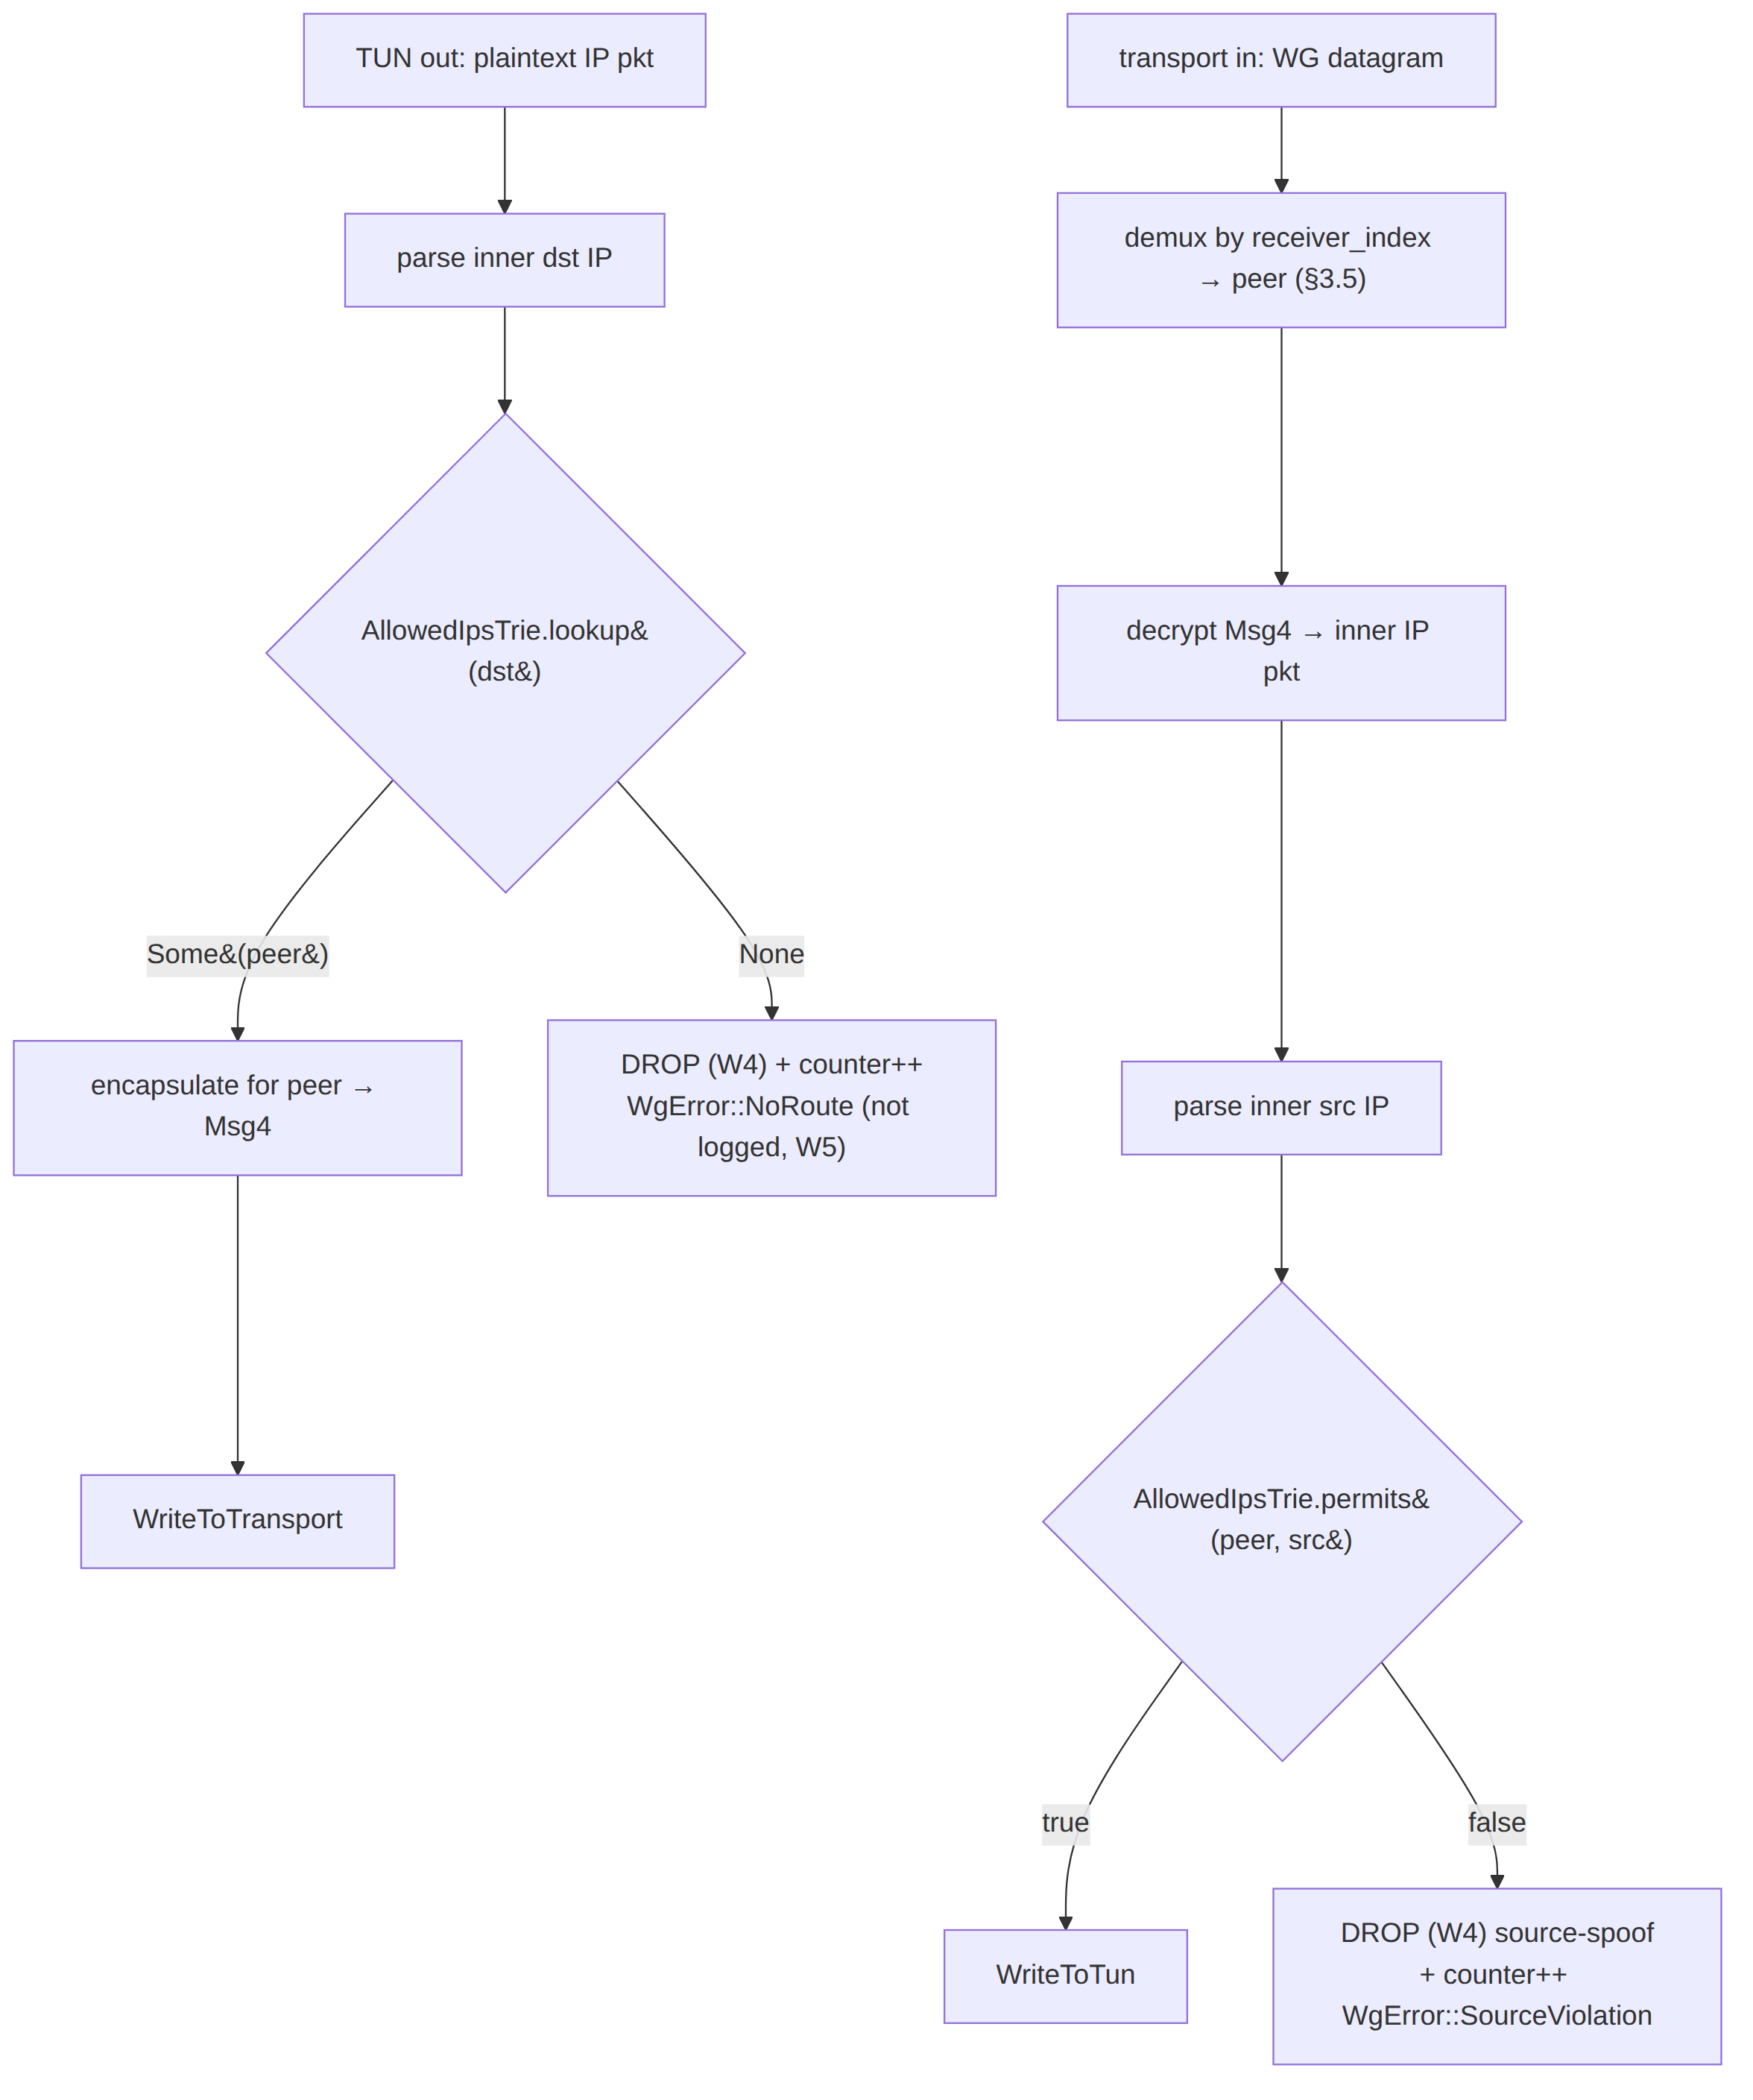 TUN out: plaintext IP pkt
parse inner dst IP
AllowedIpsTrie.lookup&
(dst&)
Some&(peer&)
None
encapsulate for peer →
Msg4
DROP (W4) + counter++
WgError::NoRoute (not
logged, W5)
WriteToTransport
transport in: WG datagram
demux by receiver_index
→ peer (§3.5)
decrypt Msg4 → inner IP
pkt
parse inner src IP
AllowedIpsTrie.permits&
(peer, src&)
true
false
WriteToTun
DROP (W4) source-spoof
+ counter++
WgError::SourceViolation